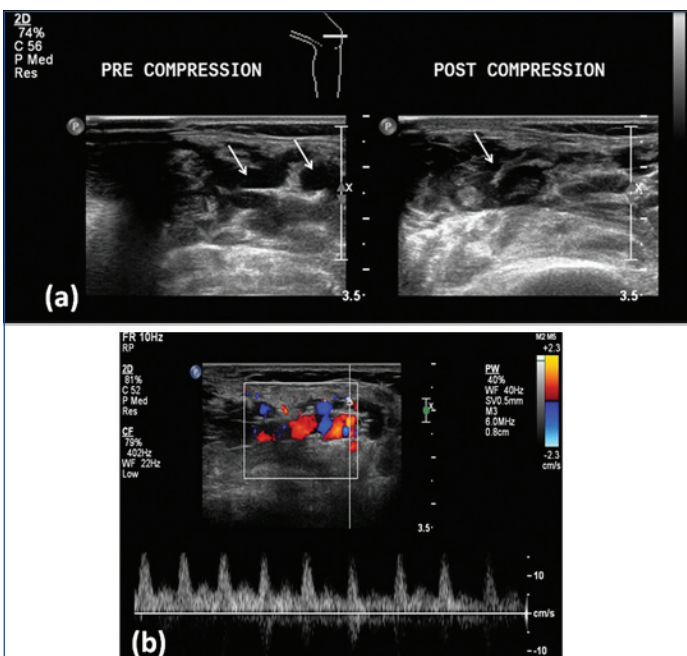 2D
74%
C 56
P Med
Res
PRE COMPRESSION
POST COMPRESSION
P
P
X
X
3.5
3.5
(a)
FR 10Hz
RP
M2 M5
+2.3
2D
81%
C 52
P Med
Res
P
X
PW
40%
WF 40Hz
SV0.5mm
M3
6.0MHz
0.8cm
CF
79%
402Hz
WF 22Hz
Low
-2.3
cm/s
3.5
-10
cm/s
--10
(b)